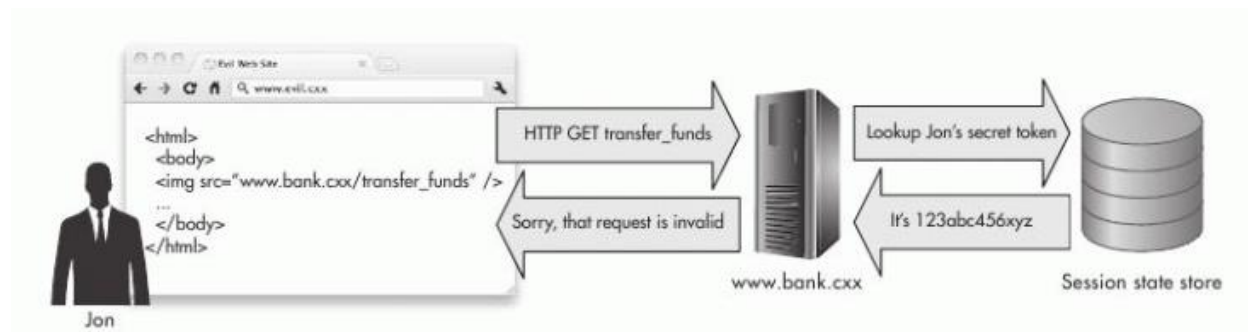 Evil Web Site
www.evil.cxx
<html>
<body>
<img src="www.bank.cxx/transfer_funds" />
...
</body>
</html>
Jon
HTTP GET transfer_funds
Sorry, that request is invalid
www.bank.cxx
Lookup Jon's secret token
It's 123abc456xyz
Session state store